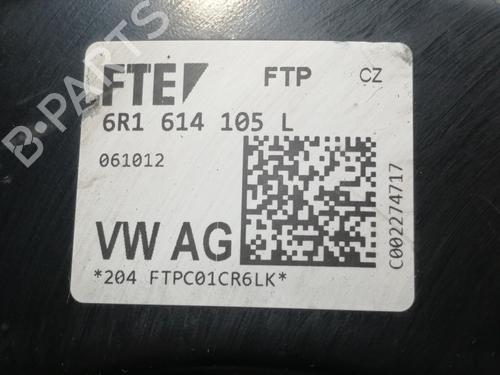 FTE FTP CZ
6R1 614 105 L
061012
VW AG
*204 FTPC01CR6LK*
C002274717
B-PARTS